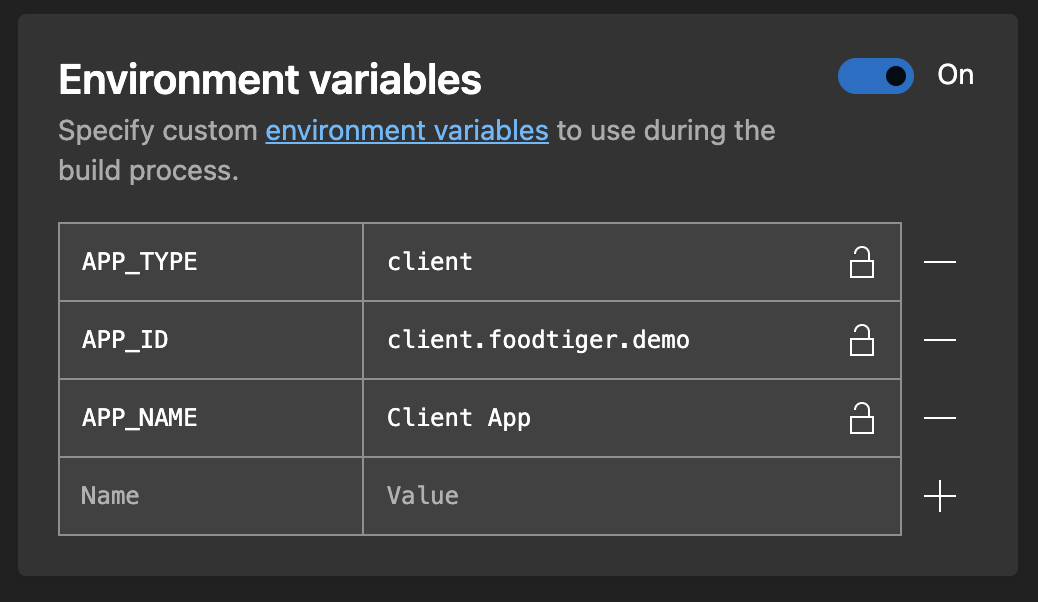 Environment variables
On
Specify custom environment variables to use during the
build process.
APP_TYPE client
APP_ID client.foodtiger.demo
APP_NAME Client App
Name Value